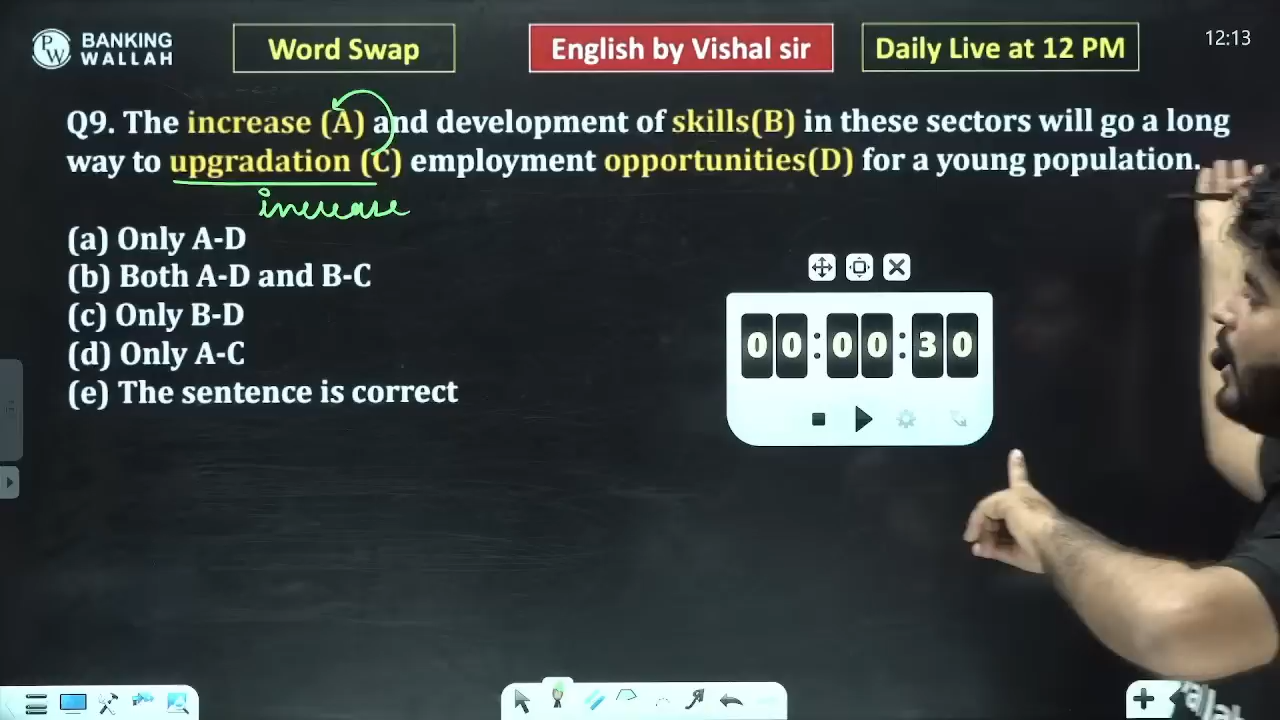 PW BANKING WALLAH
Word Swap
English by Vishal sir
Daily Live at 12 PM
12:13
Q9. The increase (A) and development of skills(B) in these sectors will go a long
way to upgradation (C) employment opportunities(D) for a young population.
increase
(a) Only A-D
(b) Both A-D and B-C
(c) Only B-D
(d) Only A-C
(e) The sentence is correct
00:00:30